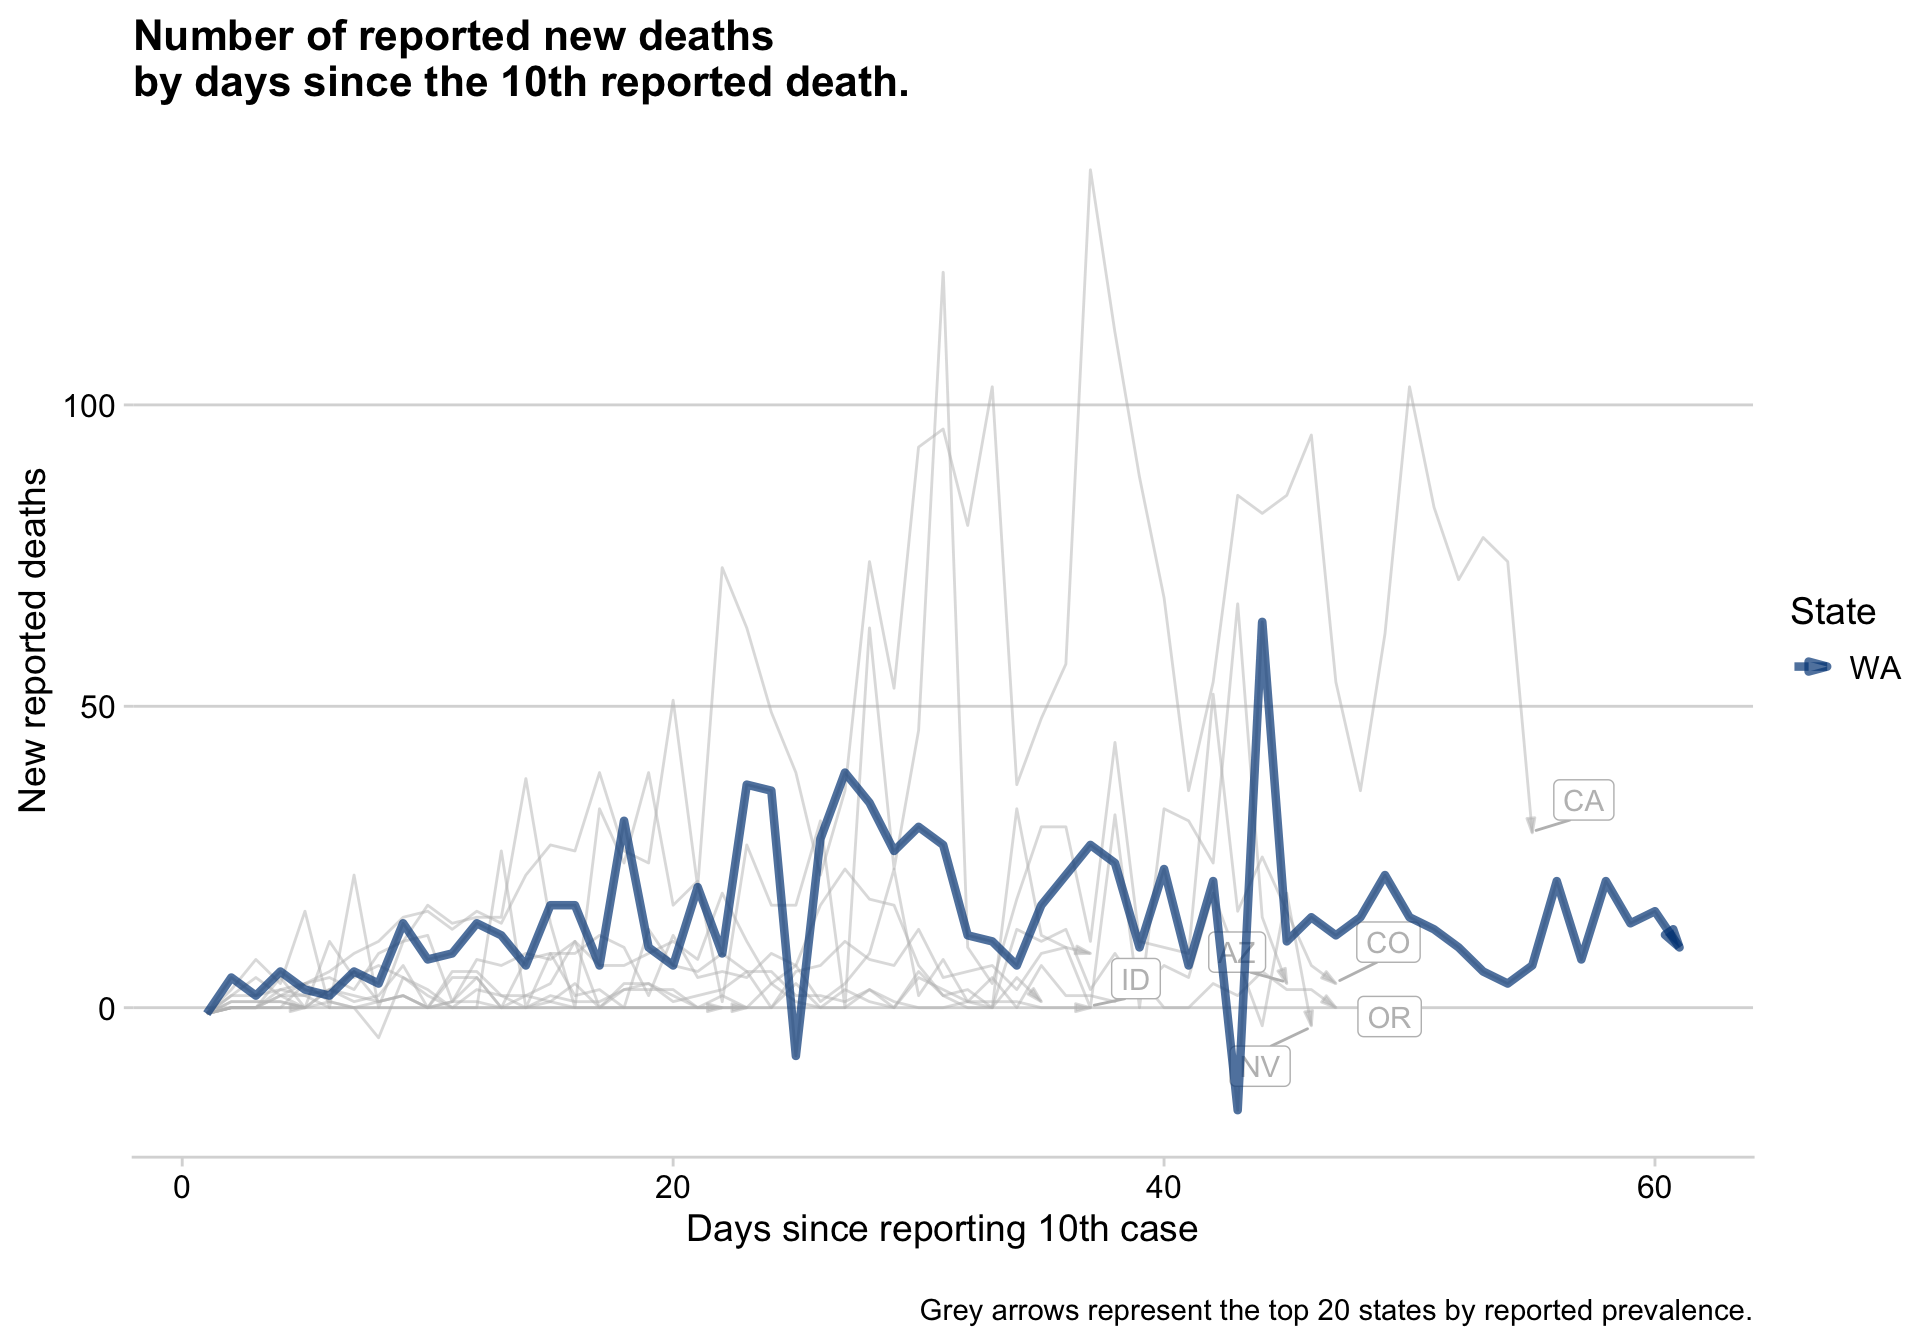 Number of reported new deaths
by days since the 10th reported death.
New reported deaths
100
50
0
CA
CO
AZ
ID
OR
NV
State
WA
0 20 40 60
Days since reporting 10th case
Grey arrows represent the top 20 states by reported prevalence.